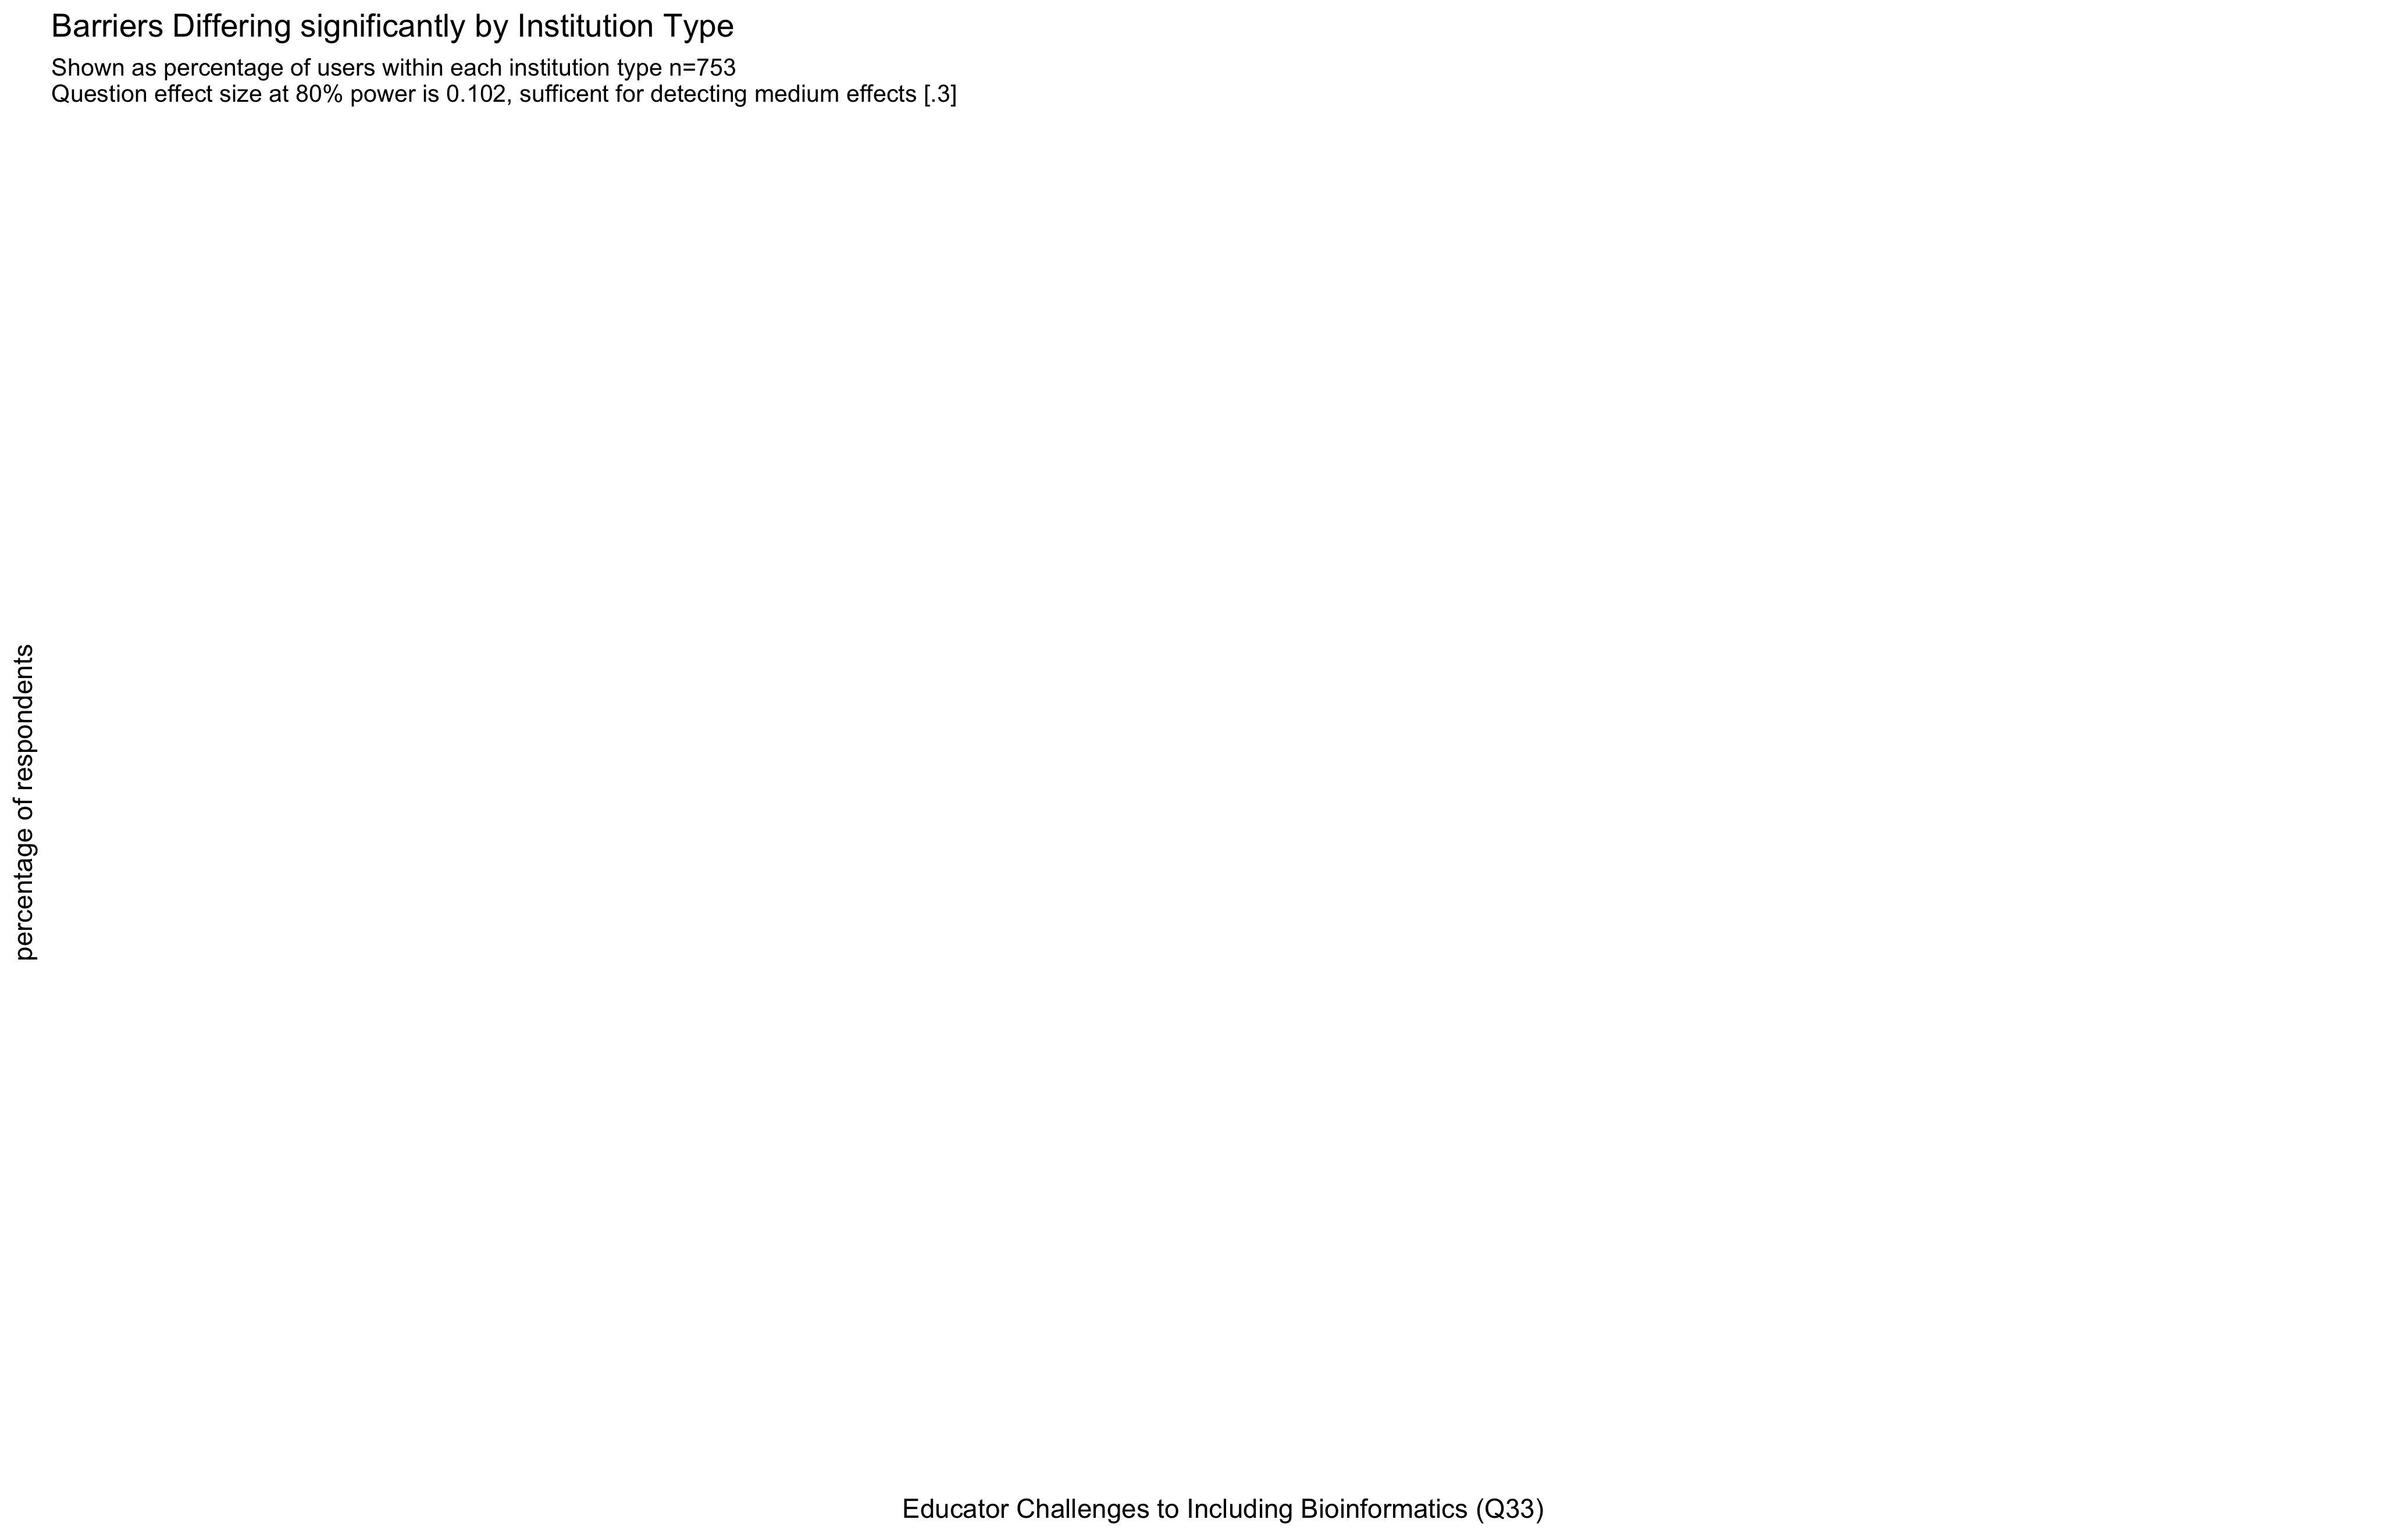 Barriers Differing significantly by Institution Type
Shown as percentage of users within each institution type n=753
Question effect size at 80% power is 0.102, sufficent for detecting medium effects [.3]
percentage of respondents
Educator Challenges to Including Bioinformatics (Q33)